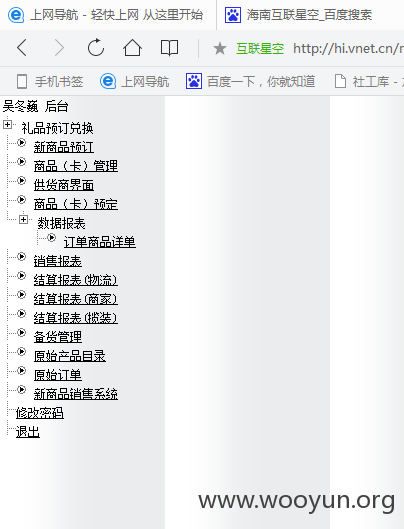 上网导航 - 轻快上网 从这里开始
海南互联星空_百度搜索
互联星空 http://hi.vnet.cn/
手机书签 上网导航 百度一下，你就知道 社工库 -
吴冬巍 后台
礼品预订兑换
新商品预订
商品（卡）管理
供货商界面
商品（卡）预定
数据报表
订单商品详单
销售报表
结算报表(物流)
结算报表(商家)
结算报表(揽装)
备货管理
原始产品目录
原始订单
新商品销售系统
修改密码
退出
www.wooyun.org